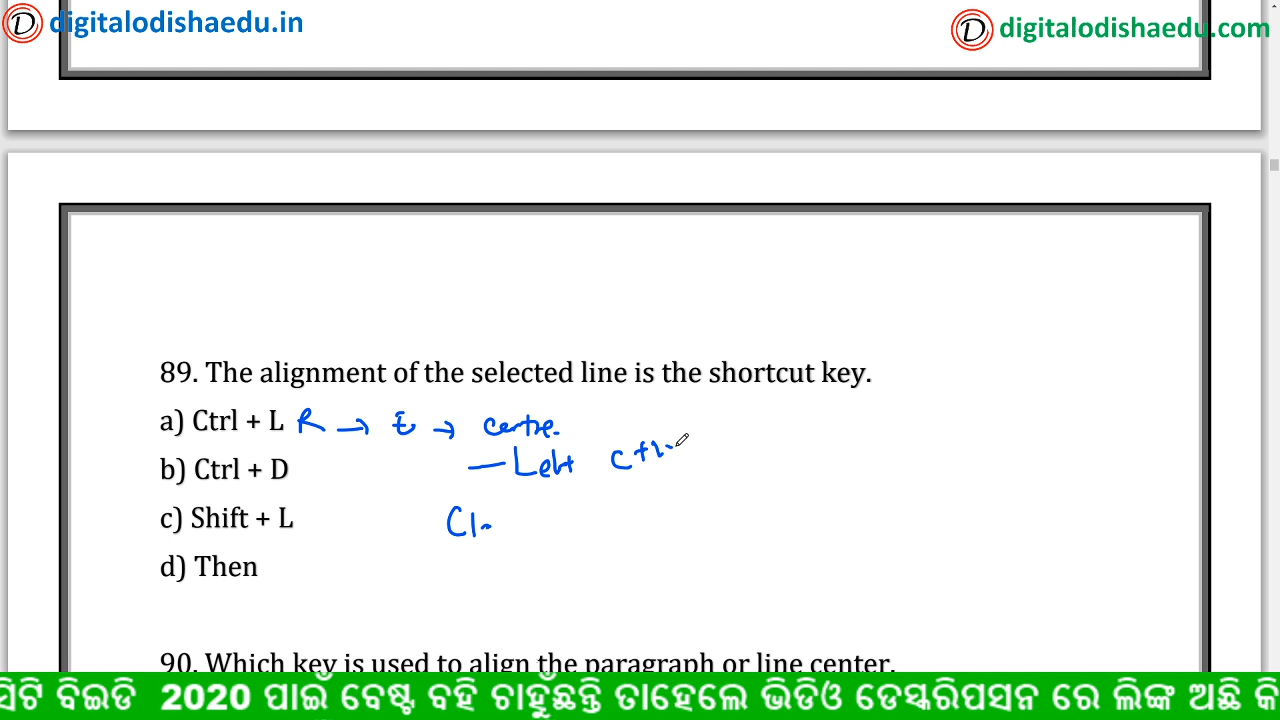 digitalodishaedu.in
digitalodishaedu.com
89. The alignment of the selected line is the shortcut key.
a) Ctrl + L R → E → centre
b) Ctrl + D — Left Ctrl
c) Shift + L
d) Then
90. Which key is used to align the paragraph or line center.
ସିଟି ବିଇଡି 2020 ପାଇଁ ବେଷ୍ଟ ବହି ଚାହୁଁଛନ୍ତି ତାହେଲେ ଭିଡିଓ ଡେସ୍କରିପସନ ରେ ଲିଙ୍କ ଅଛି କି